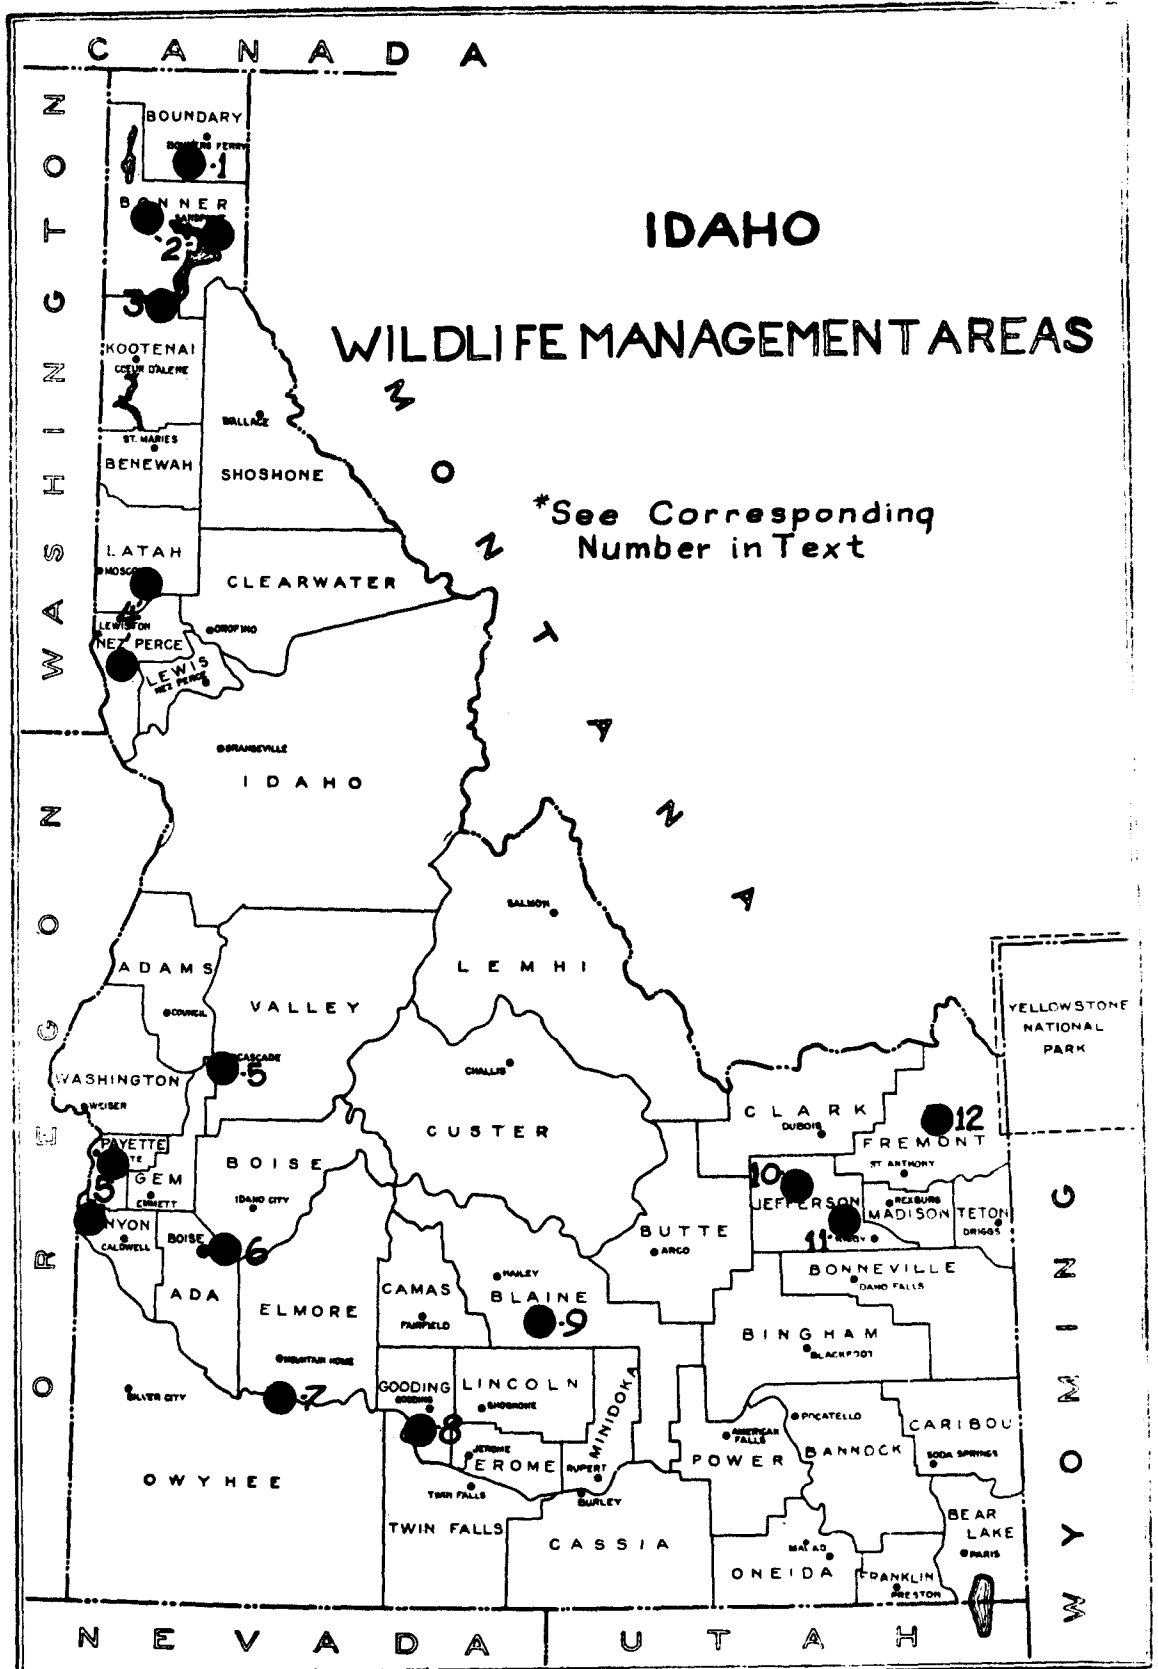 CANADA
WASHINGTON
BOUNDARY
BONNERS FERRY
1
BONNER
2
IDAHO
3
WILDLIFE MANAGEMENT AREAS
KOOTENAI
COEUR D'ALENE
MONTANA
WALLACE
ST. MARIES
BENEWAH
SHOSHONE
*See Corresponding
Number in Text
LATAH
CLEARWATER
4
LEWISTON
OROFINO
NEZ PERCE
LEWIS
NEZ PERCE
GRANGEVILLE
IDAHO
OREGON
SALMON
LEMHI
ADAMS
VALLEY
COUNCIL
YELLOWSTONE
NATIONAL
PARK
CASCADE
5
CHALLIS
WASHINGTON
WEISER
CLARK
DUBOIS
12
FREMONT
CUSTER
PAYETTE
TE
BOISE
ST ANTHONY
GEM
EMMETT
5
IDAHO CITY
10
JEFFERSON
REXBURG
MADISON
TETON
DRIGGS
NYON
CALDWELL
BOISE
6
BUTTE
ARCO
11
BONNEVILLE
IDAHO FALLS
HAILEY
CAMAS
BLAINE
ADA
ELMORE
FAIRFIELD
9
BINGHAM
BLACKFOOT
MOUNTAIN HOME
GOODING
GOODING
LINCOLN
SHOSHONE
MINIDOKA
SILVER CITY
7
8
POCATELLO
CARIBOU
AMERICAN
FALLS
BANNOCK
SODA SPRINGS
POWER
JEROME
EROME
RUPERT
OWYHEE
TWIN FALLS
BURLEY
BEAR
LAKE
PARIS
TWIN FALLS
CASSIA
MALAD
ONEIDA
FRANKLIN
PRESTON
WYOMING
NEVADA
UTAH